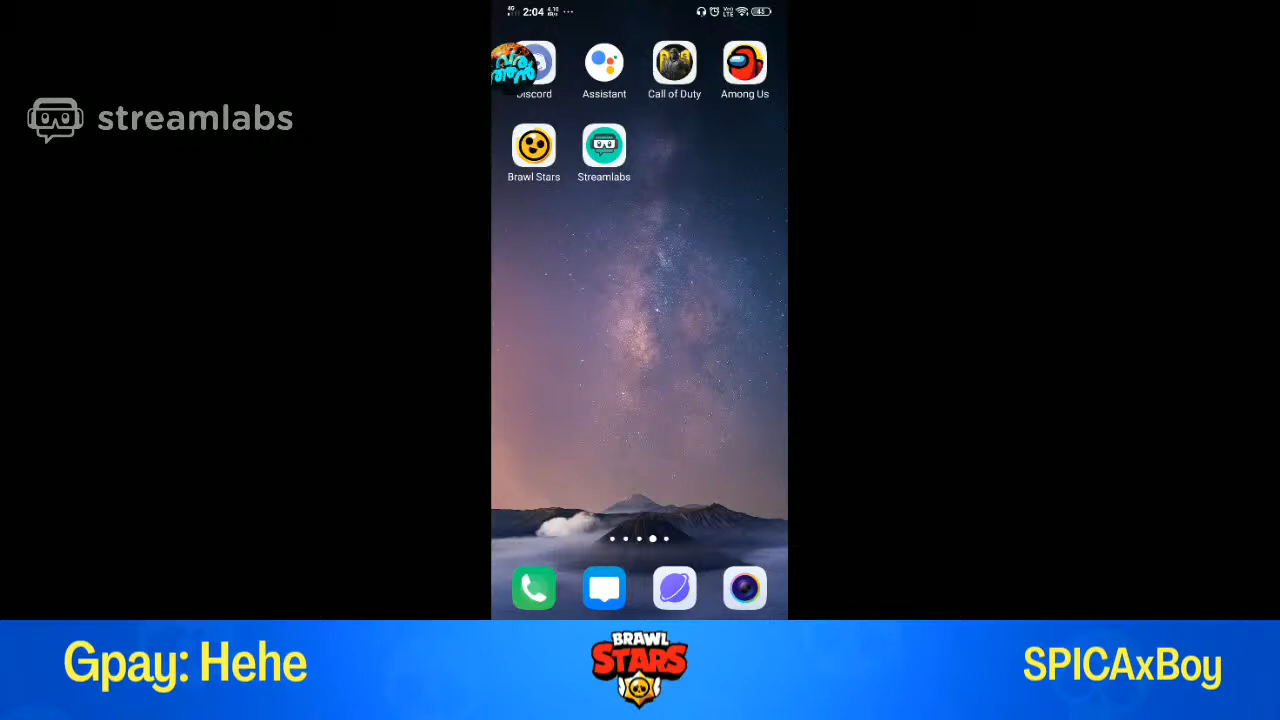 2:04
streamlabs
Discord
Assistant
Call of Duty
Among Us
Brawl Stars
Streamlabs
Gpay: Hehe
BRAWL
STARS
SPICAxBoy